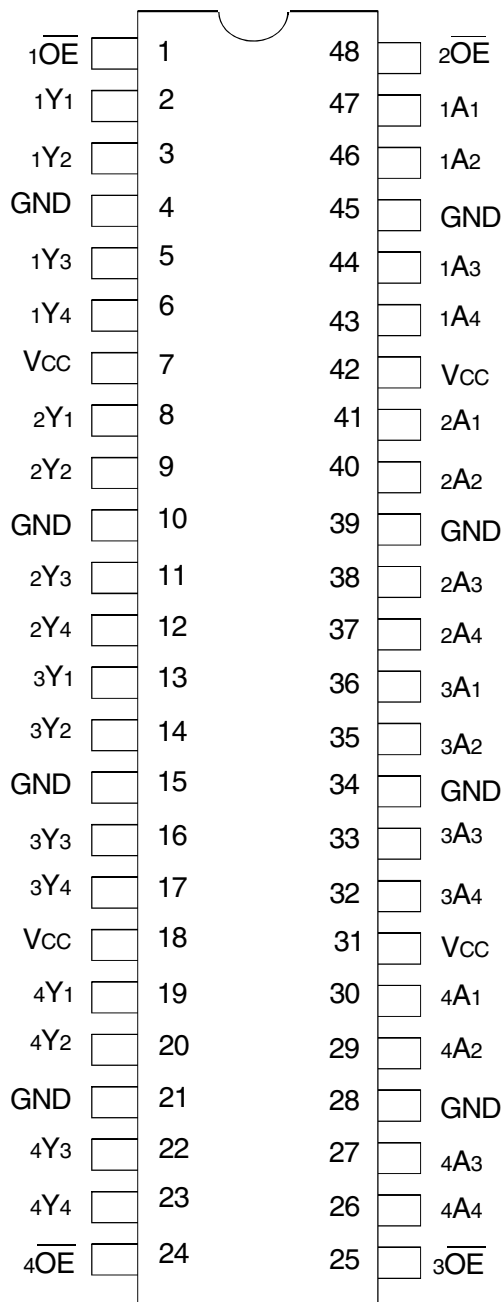 1OE 1 48 2OE
1Y1 2 47 1A1
1Y2 3 46 1A2
GND 4 45 GND
1Y3 5 44 1A3
1Y4 6 43 1A4
VCC 7 42 VCC
2Y1 8 41 2A1
2Y2 9 40 2A2
GND 10 39 GND
2Y3 11 38 2A3
2Y4 12 37 2A4
3Y1 13 36 3A1
3Y2 14 35 3A2
GND 15 34 GND
3Y3 16 33 3A3
3Y4 17 32 3A4
VCC 18 31 VCC
4Y1 19 30 4A1
4Y2 20 29 4A2
GND 21 28 GND
4Y3 22 27 4A3
4Y4 23 26 4A4
4OE 24 25 3OE